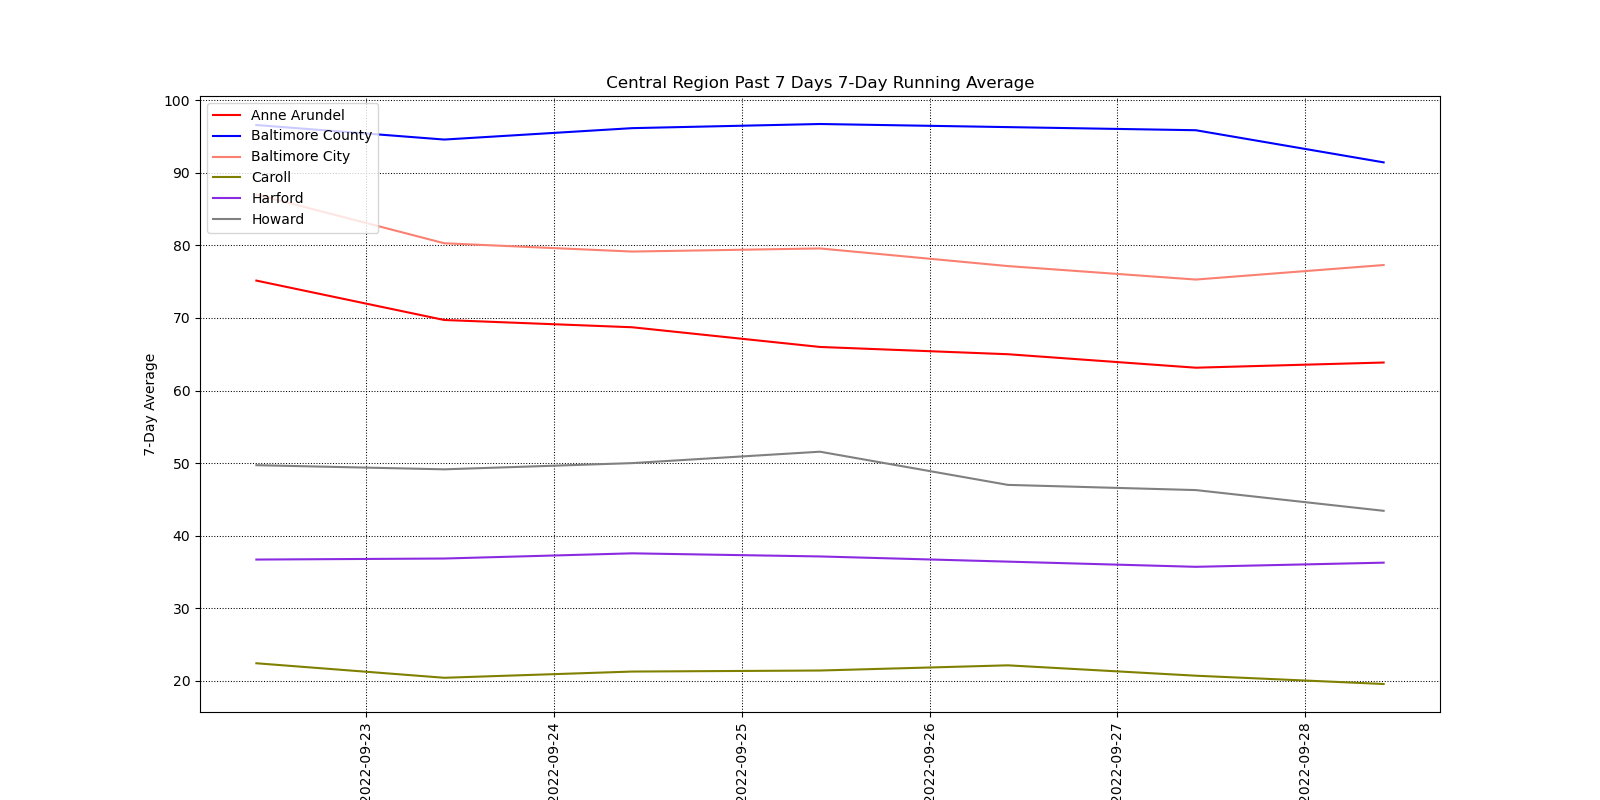 Central Region Past 7 Days 7-Day Running Average
Anne Arundel
Baltimore County
Baltimore City
Caroll
Harford
Howard
7-Day Average
100
90
80
70
60
50
40
30
20
2022-09-23
2022-09-24
2022-09-25
2022-09-26
2022-09-27
2022-09-28